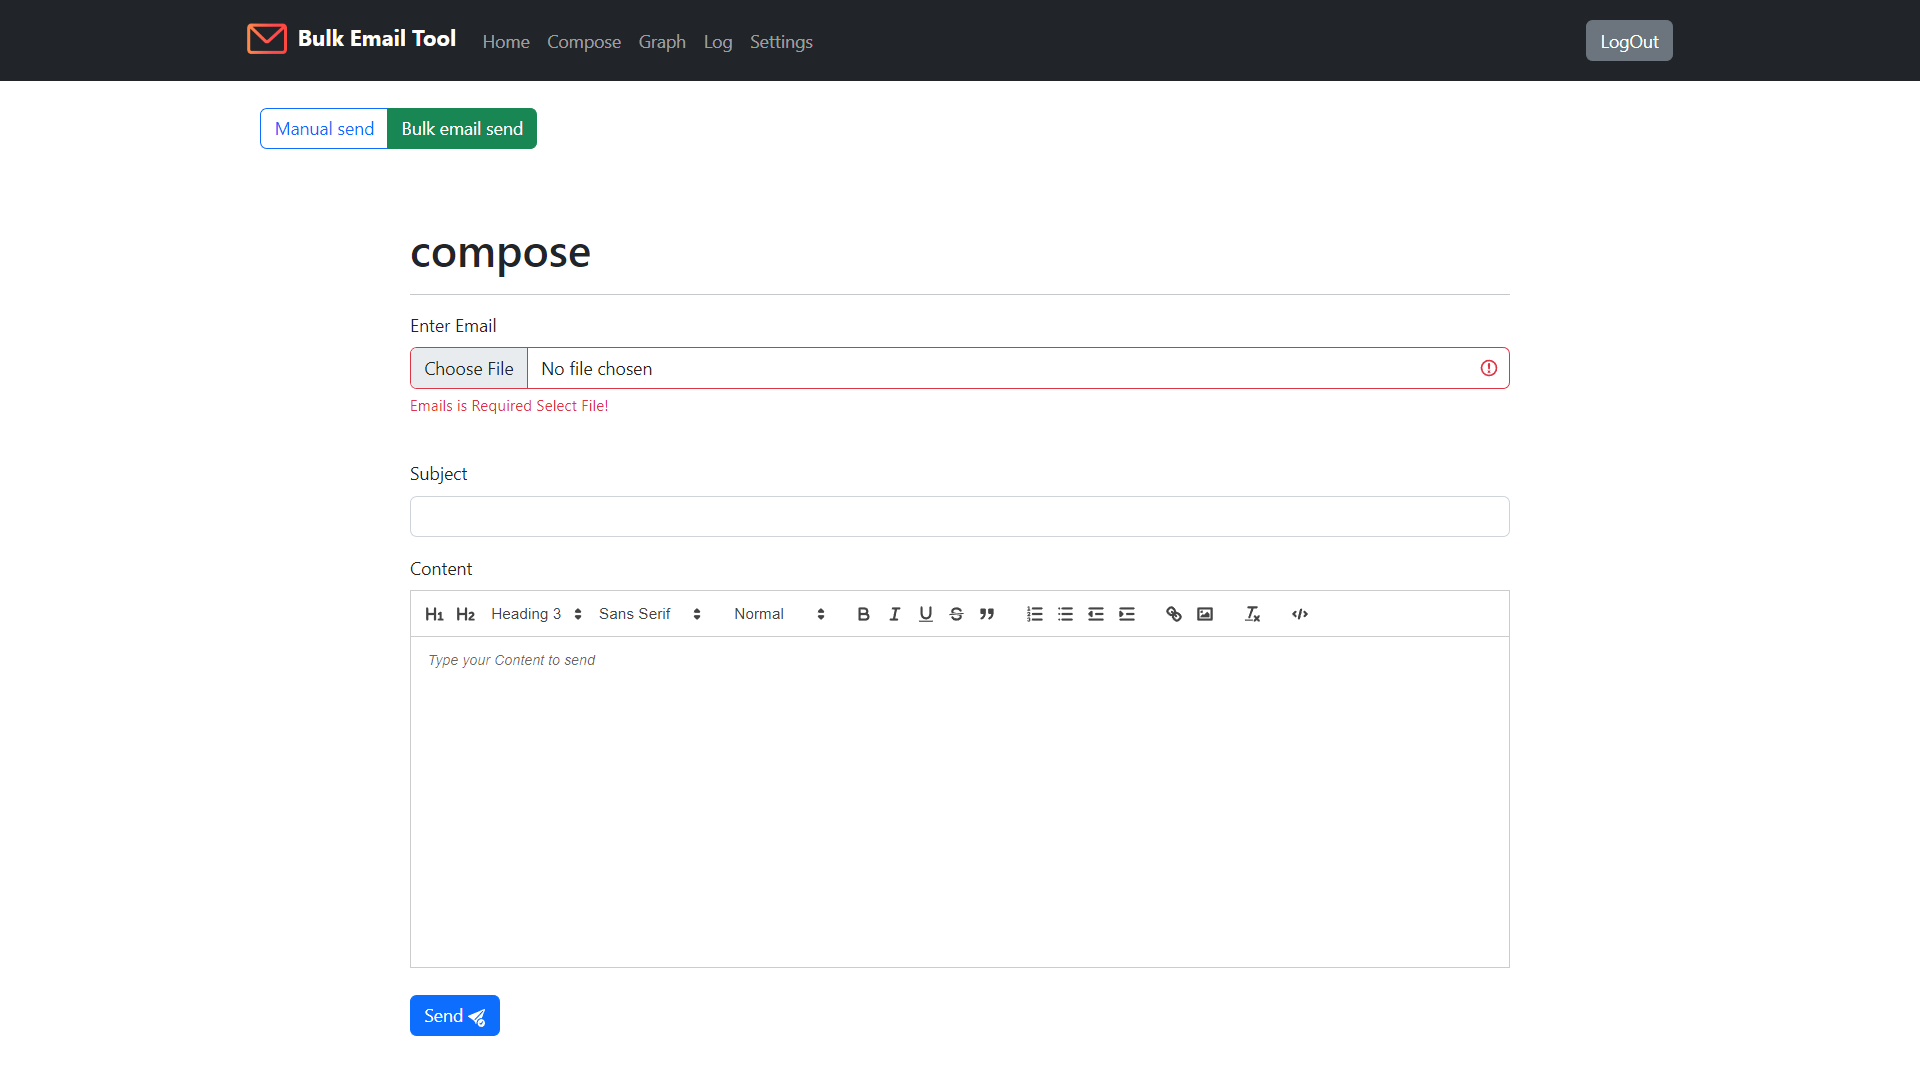 Bulk Email Tool Home Compose Graph Log Settings LogOut
Manual send Bulk email send
compose
Enter Email
Choose File No file chosen
Emails is Required Select File!
Subject
Content
H1 H2 Heading 3 Sans Serif Normal B I U S
Type your Content to send
Send